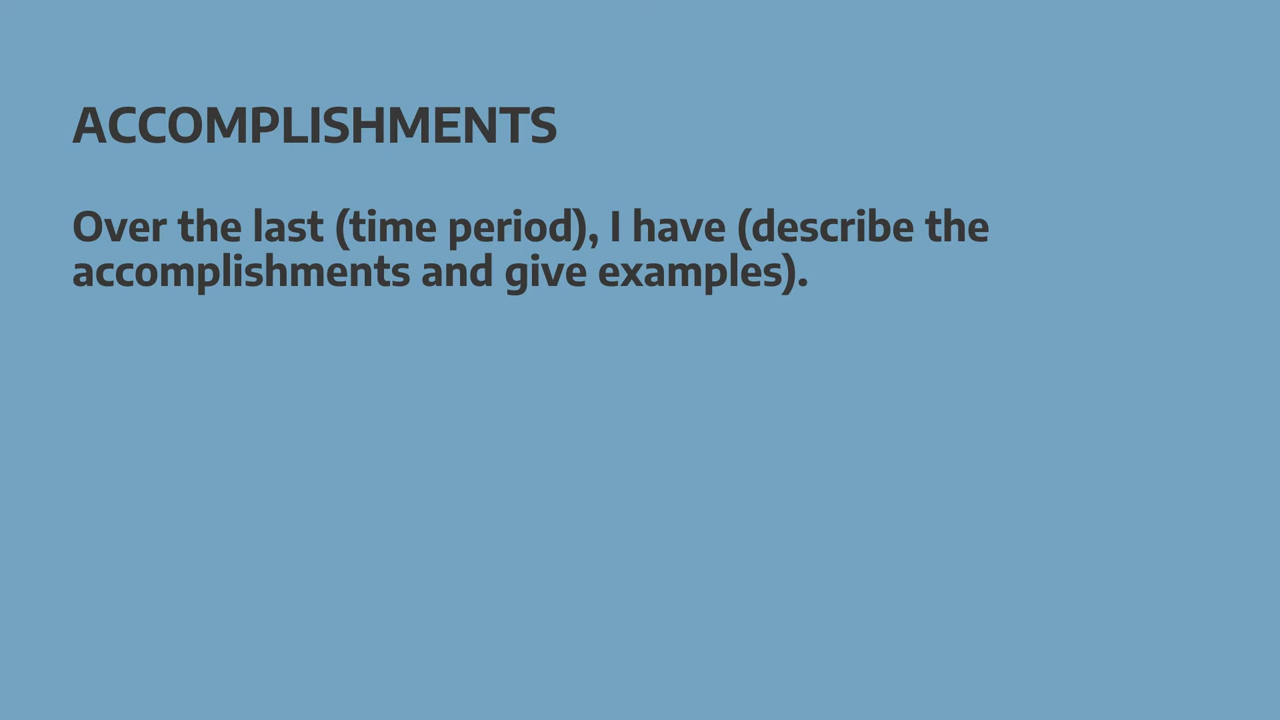 ACCOMPLISHMENTS
Over the last (time period), I have (describe the
accomplishments and give examples).